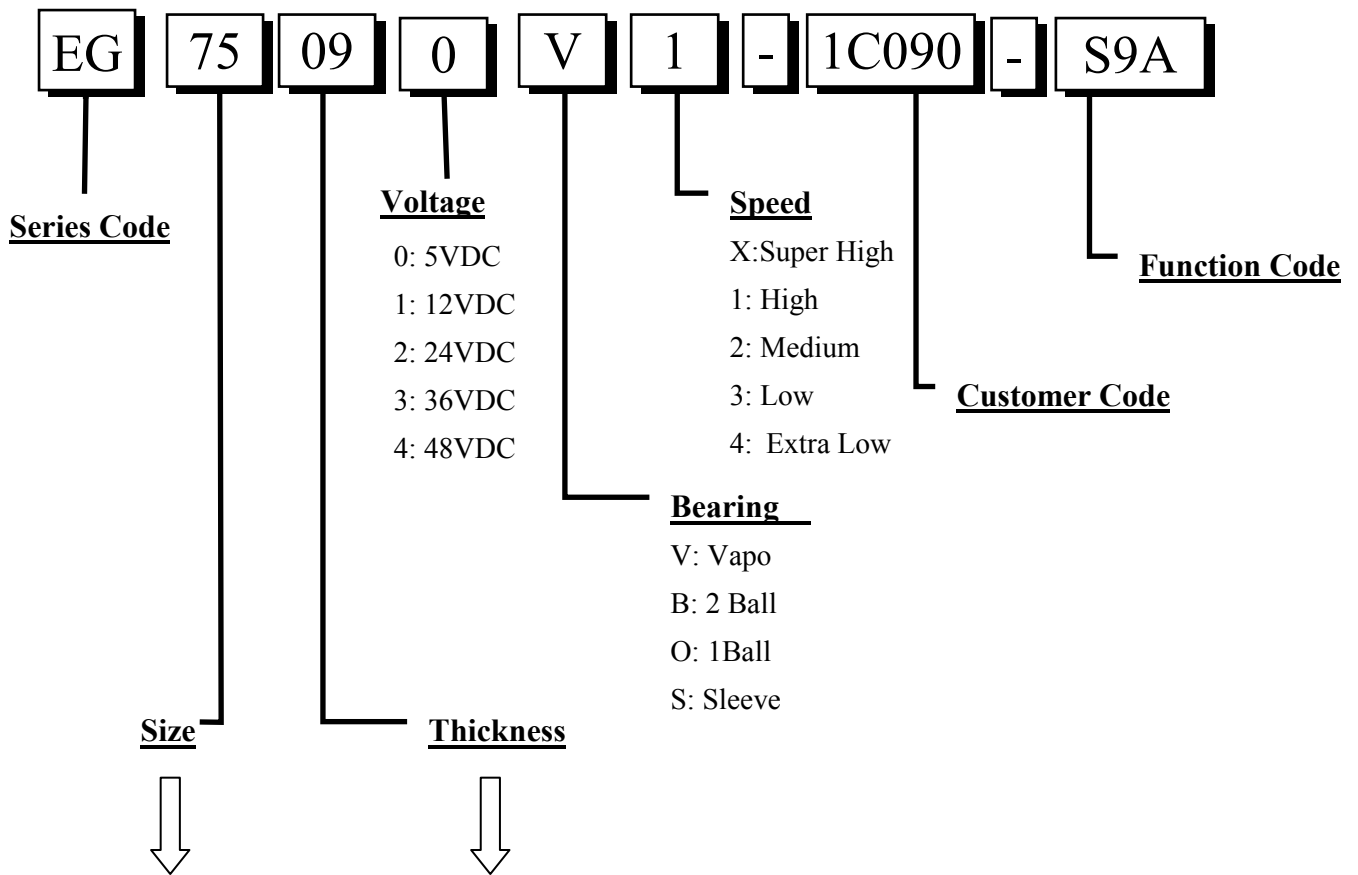 EG 75 09 0 V 1 - 1C090 - S9A
Series Code
Voltage
0: 5VDC
1: 12VDC
2: 24VDC
3: 36VDC
4: 48VDC
Speed
X:Super High
1: High
2: Medium
3: Low
4: Extra Low
Function Code
Customer Code
Bearing
V: Vapo
B: 2 Ball
O: 1Ball
S: Sleeve
Size
Thickness